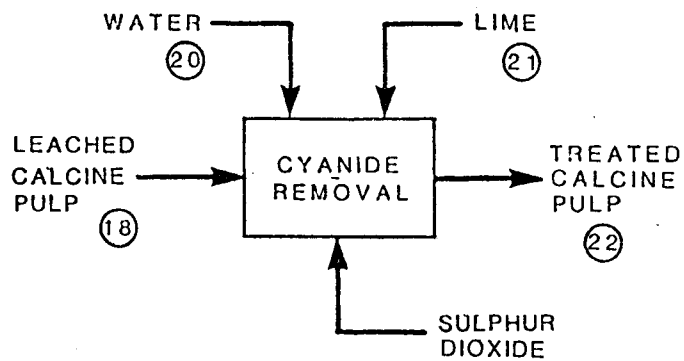 WATER
20
LIME
21
LEACHED
CALCINE
PULP
18
CYANIDE
REMOVAL
TREATED
CALCINE
PULP
22
SULPHUR
DIOXIDE